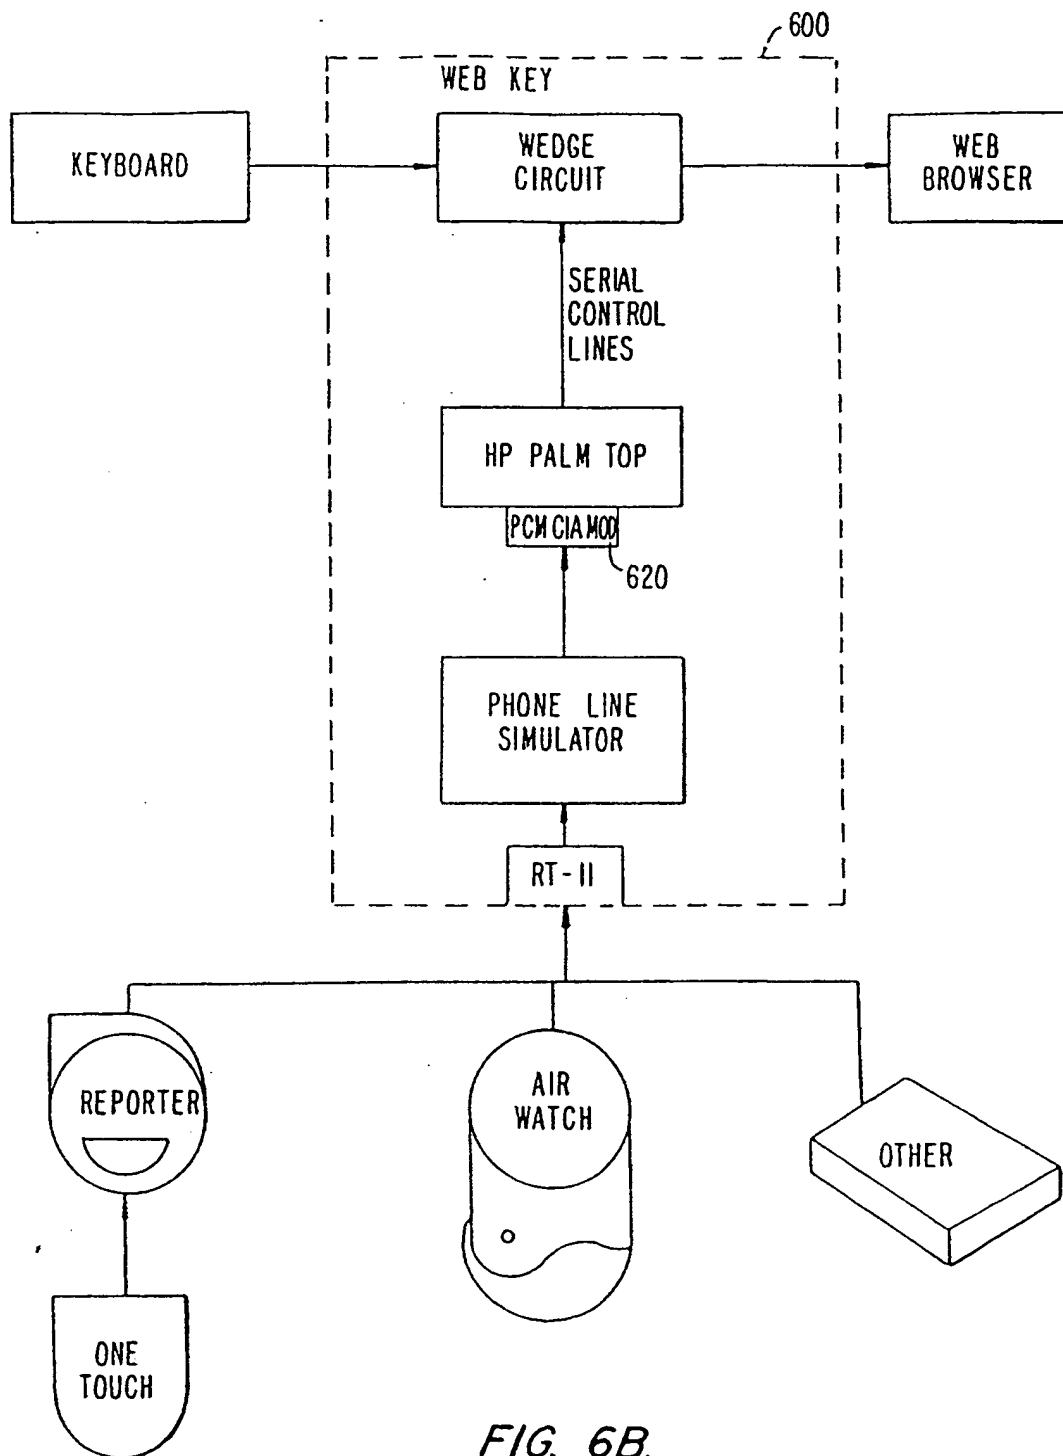 600
WEB KEY
KEYBOARD
WEDGE
CIRCUIT
WEB
BROWSER
SERIAL
CONTROL
LINES
HP PALM TOP
PCMCIA MOD
620
PHONE LINE
SIMULATOR
RT-11
REPORTER
AIR
WATCH
OTHER
ONE
TOUCH
FIG. 6B.